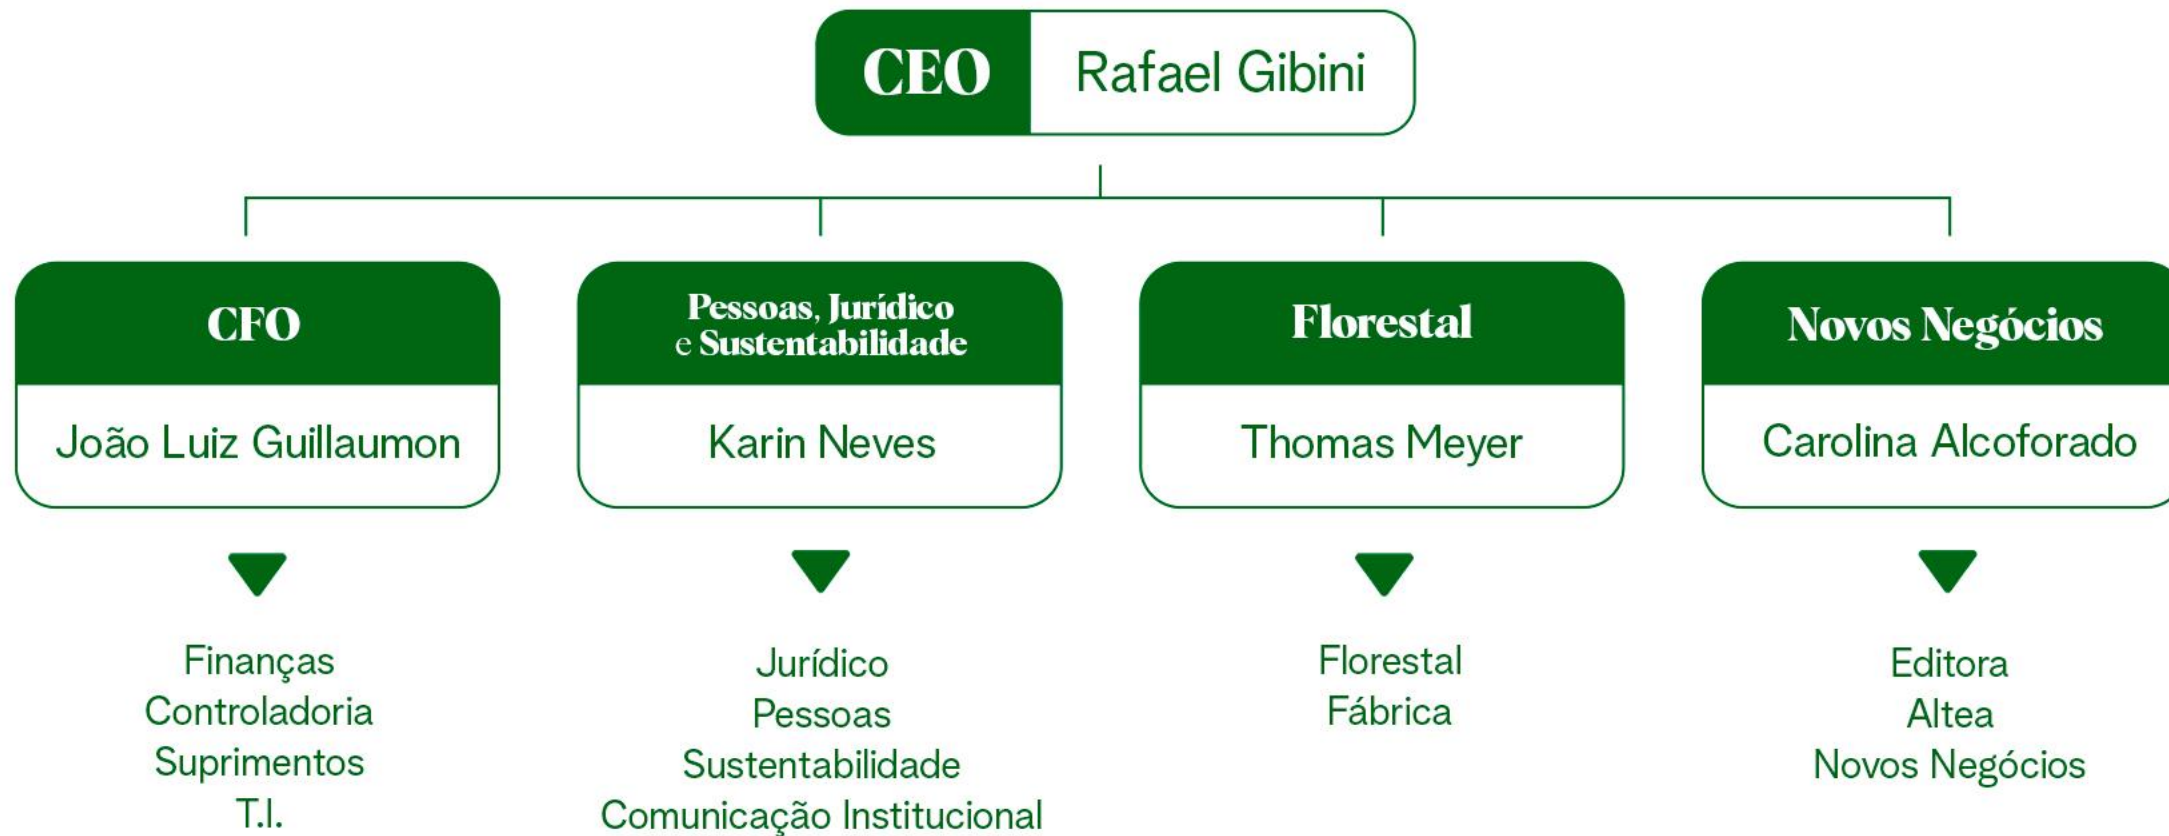 CEO
Rafael Gibini
CFO
João Luiz Guillaumon
Finanças
Controladoria
Suprimentos
T.I.
Pessoas, Jurídico
e Sustentabilidade
Karin Neves
Jurídico
Pessoas
Sustentabilidade
Comunicação Institucional
Florestal
Thomas Meyer
Florestal
Fábrica
Novos Negócios
Carolina Alcoforado
Editora
Altea
Novos Negócios